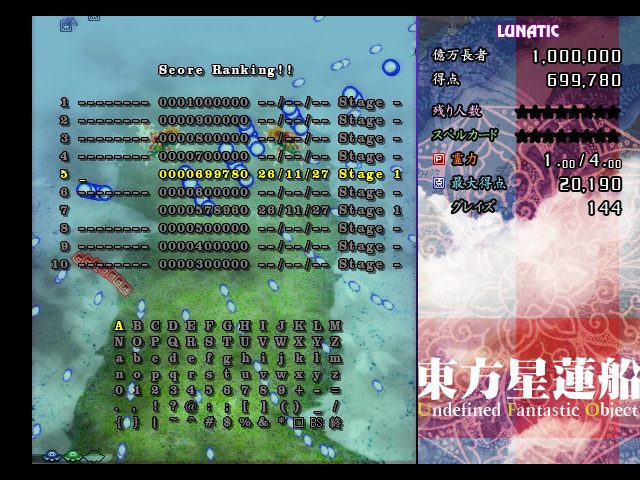 LUNATIC
億万長者 1,000,000
得点 699,780
残り人数 ★★★★★★★★
スペルカード ★★★★★★★★
P 霊力 1.00/4.00
点 最大得点 20,190
グレイズ 144
Score Ranking!!
1 -------- 0001000000 --/--/-- Stage -
2 -------- 0000900000 --/--/-- Stage -
3 -------- 0000800000 --/--/-- Stage -
4 -------- 0000700000 --/--/-- Stage -
5 _ 0000699780 26/11/27 Stage 1
6 -------- 0000600000 --/--/-- Stage -
7 0000578660 26/11/27 Stage 1
8 -------- 0000500000 --/--/-- Stage -
9 -------- 0000400000 --/--/-- Stage -
10 -------- 0000300000 --/--/-- Stage -
A B C D E F G H I J K L M
N O P Q R S T U V W X Y Z
a b c d e f g h i j k l m
n o p q r s t u v w x y z
0 1 2 3 4 5 6 7 8 9 + - =
. , ! ? @ : ; [ ] ( ) _ /
{ } | ~ ^ # $ % & * □ BS 終
東方星蓮船
Undefined Fantastic Object